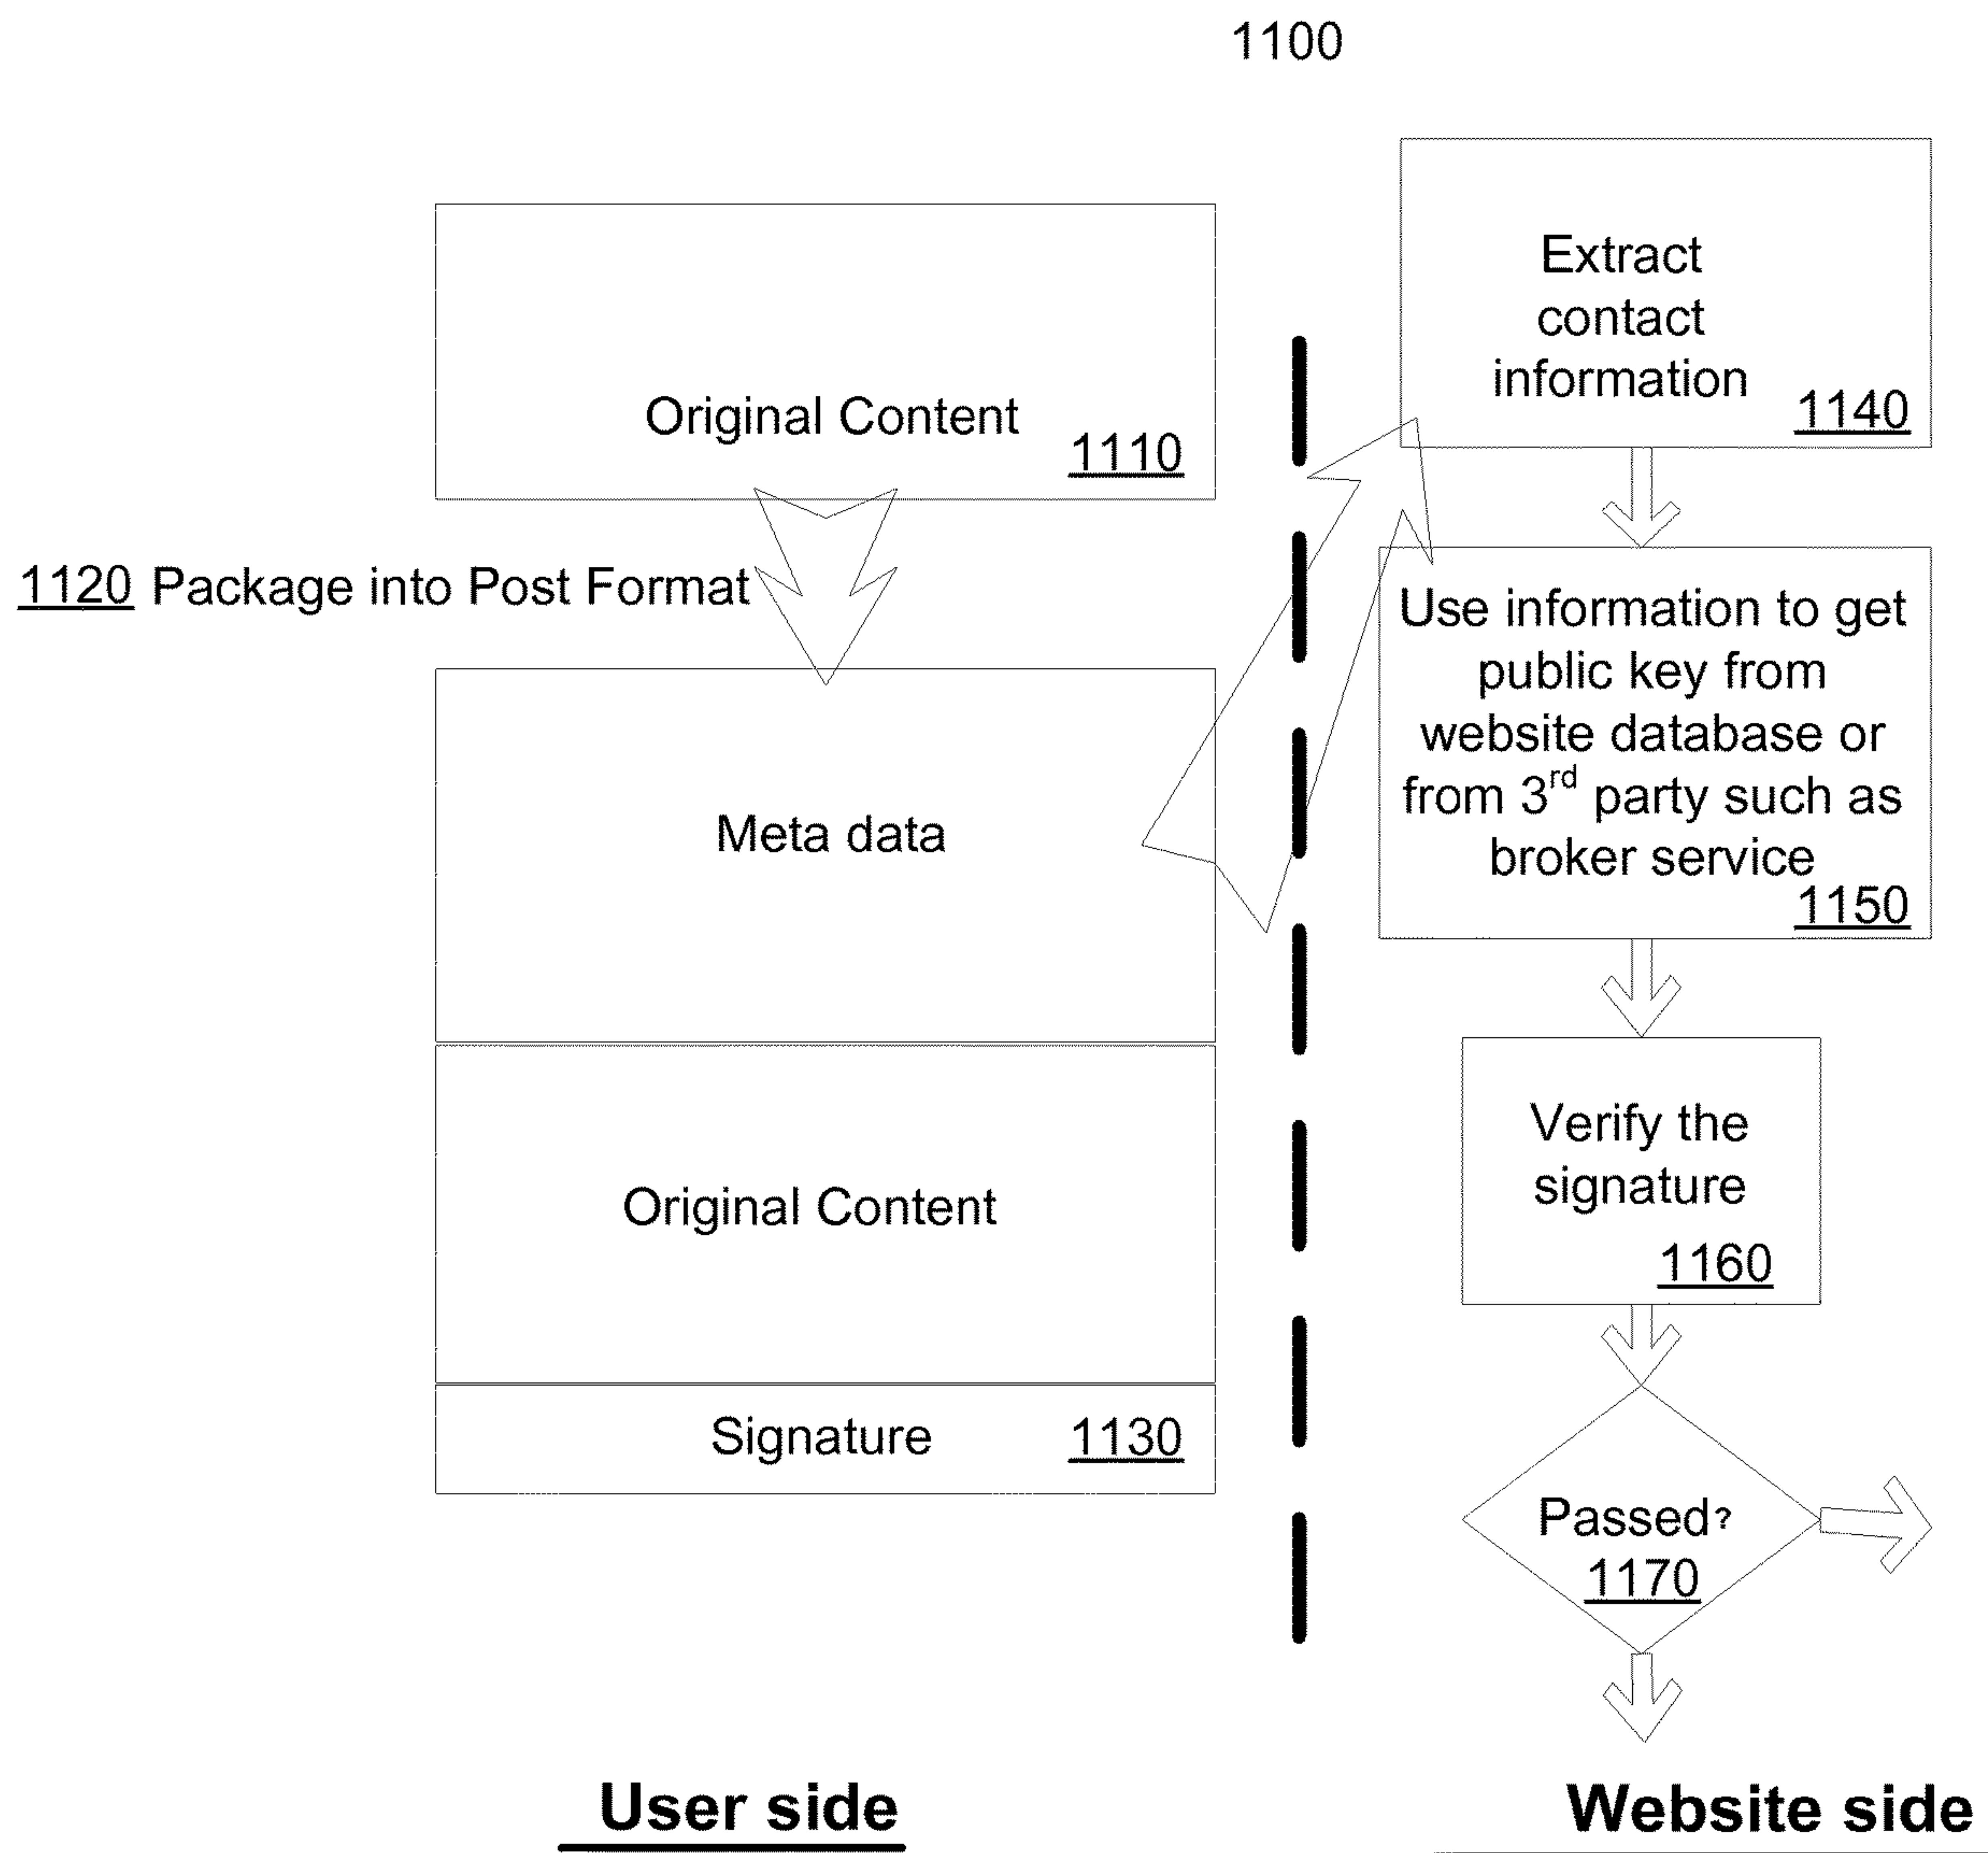 1100
Original Content
1110
1120 Package into Post Format
Meta data
Original Content
Signature 1130
User side
Extract
contact
information
1140
Use information to get
public key from
website database or
from 3rd party such as
broker service
1150
Verify the
signature
1160
Passed?
1170
Website side